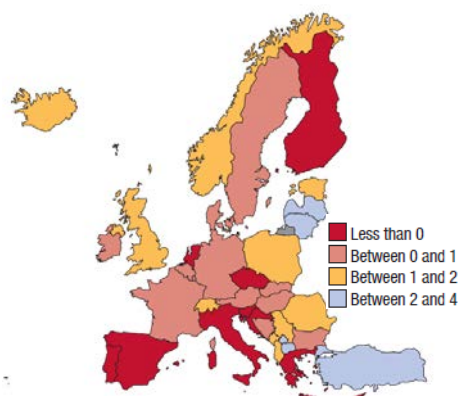 Less than 0
Between 0 and 1
Between 1 and 2
Between 2 and 4